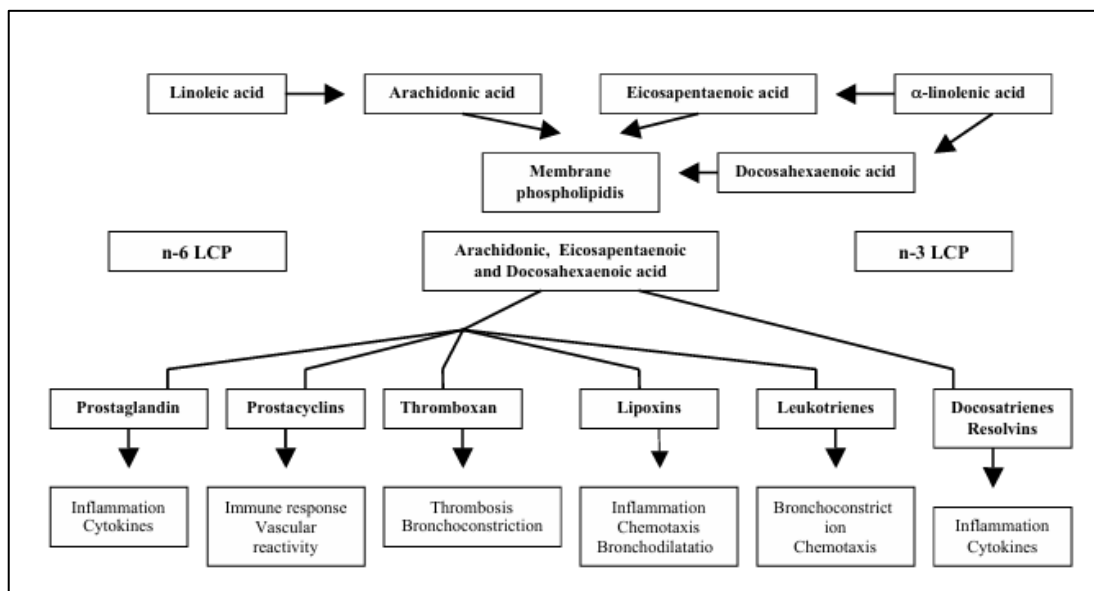 Linoleic acid
Arachidonic acid
Eicosapentaenoic acid
α-linolenic acid
Membrane
phospholipidis
Docosahexaenoic acid
n-6 LCP
Arachidonic, Eicosapentaenoic
and Docosahexaenoic acid
n-3 LCP
Prostaglandin
Prostacyclins
Thromboxan
Lipoxins
Leukotrienes
Docosatrienes
Resolvins
Inflammation
Cytokines
Immune response
Vascular
reactivity
Thrombosis
Bronchoconstriction
Inflammation
Chemotaxis
Bronchodilatatio
Bronchoconstrict
ion
Chemotaxis
Inflammation
Cytokines